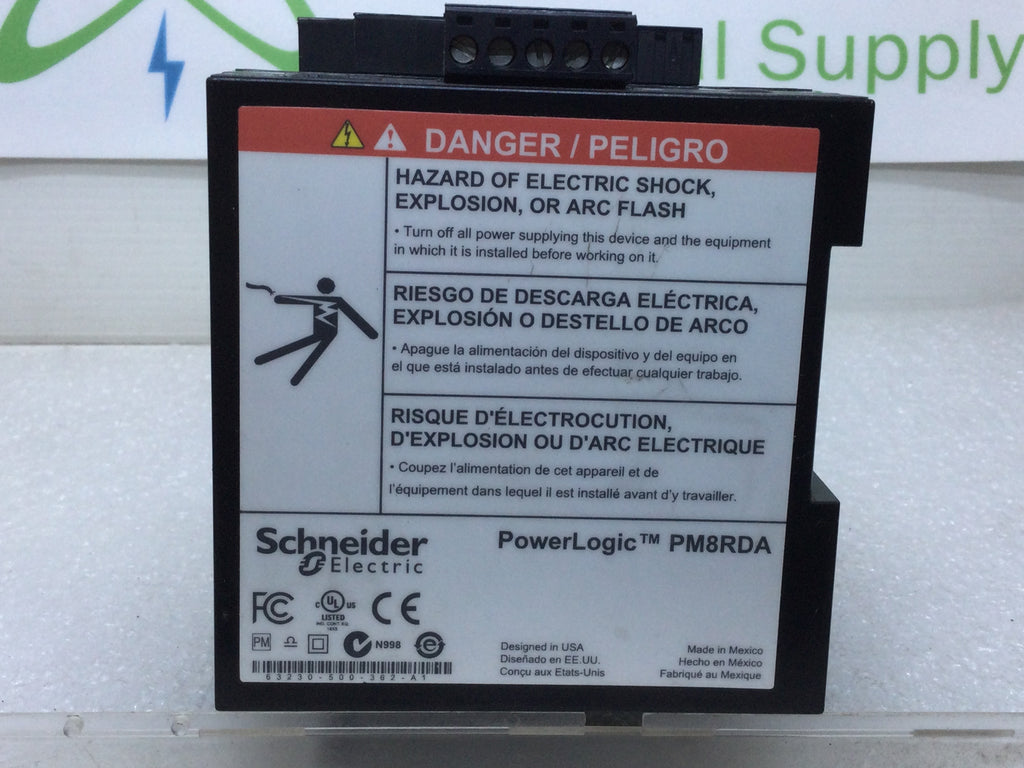 l Supply
DANGER / PELIGRO
HAZARD OF ELECTRIC SHOCK,
EXPLOSION, OR ARC FLASH
• Turn off all power supplying this device and the equipment
in which it is installed before working on it.
RIESGO DE DESCARGA ELÉCTRICA,
EXPLOSIÓN O DESTELLO DE ARCO
• Apague la alimentación del dispositivo y del equipo en
el que está instalado antes de efectuar cualquier trabajo.
RISQUE D'ÉLECTROCUTION,
D'EXPLOSION OU D'ARC ELECTRIQUE
• Coupez l'alimentation de cet appareil et de
l'équipement dans lequel il est installé avant d'y travailler.
Schneider
Electric
PowerLogic™ PM8RDA
FC CE
C UL US
LISTED
IND. CONT. EQ.
PM
N998
63230-500-362-A1
Designed in USA
Diseñado en EE.UU.
Conçu aux Etats-Unis
Made in Mexico
Hecho en México
Fabriqué au Mexique